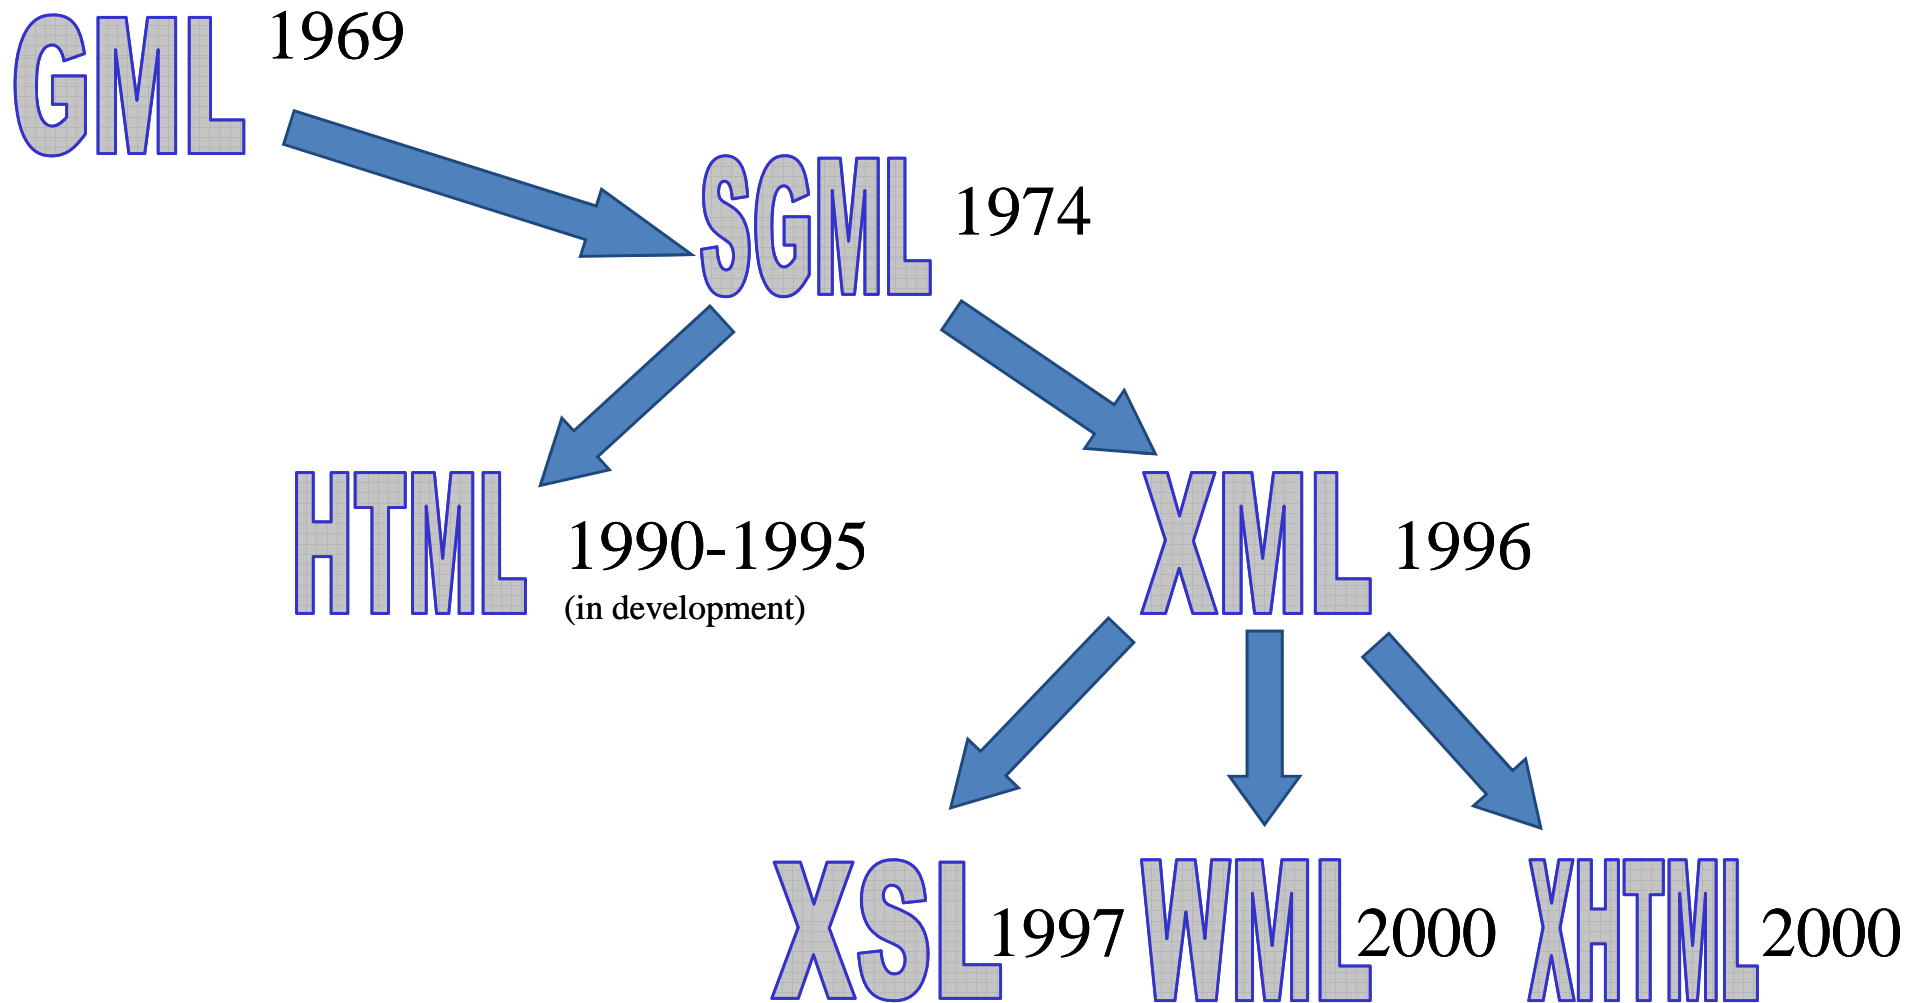 GML 1969
SGML 1974
HTML 1990-1995
(in development)
XML 1996
XSL 1997
WML 2000
XHTML 2000